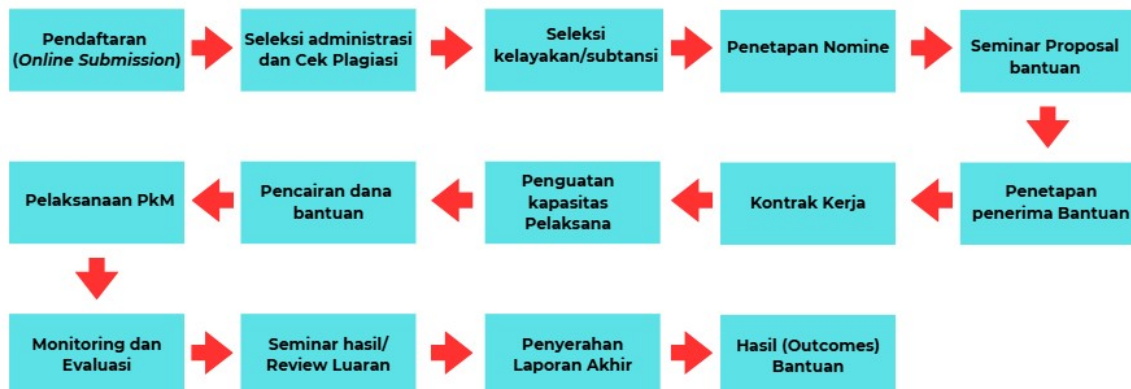 Pendaftaran
(Online Submission)
Seleksi administrasi
dan Cek Plagiasi
Seleksi
kelayakan/subtansi
Penetapan Nomine
Seminar Proposal
bantuan
Penetapan
penerima Bantuan
Kontrak Kerja
Penguatan
kapasitas
Pelaksana
Pencairan dana
bantuan
Pelaksanaan PkM
Monitoring dan
Evaluasi
Seminar hasil/
Review Luaran
Penyerahan
Laporan Akhir
Hasil (Outcomes)
Bantuan